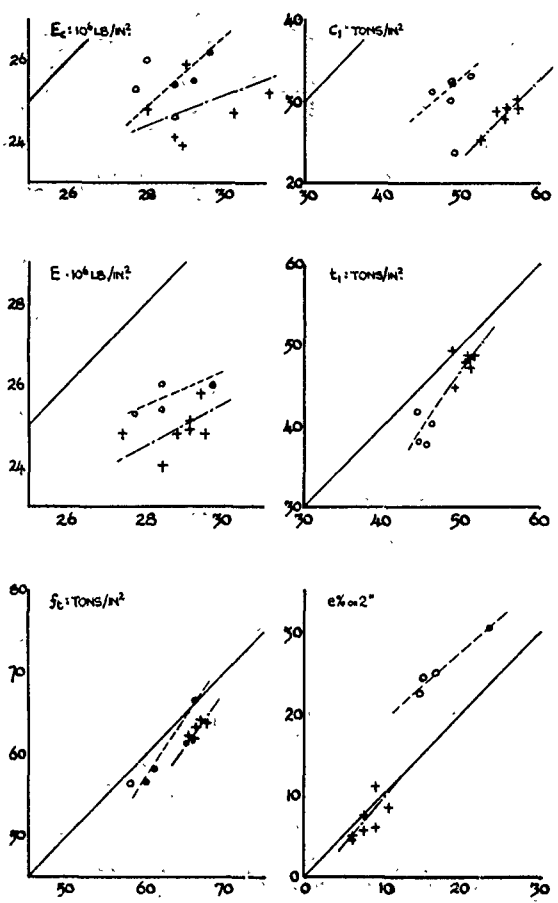 E_c : 10⁶ LB/IN²
26
24
26 28 30
C₁ : TONS/IN²
40
30
20
30 40 50 60
E : 10⁶ LB/IN²
28
26
24
26 28 30
t₁ : TONS/IN²
60
50
40
30
30 40 50 60
f_t : TONS/IN²
80
70
60
50
50 60 70
e% on 2"
30
20
10
0
0 10 20 30